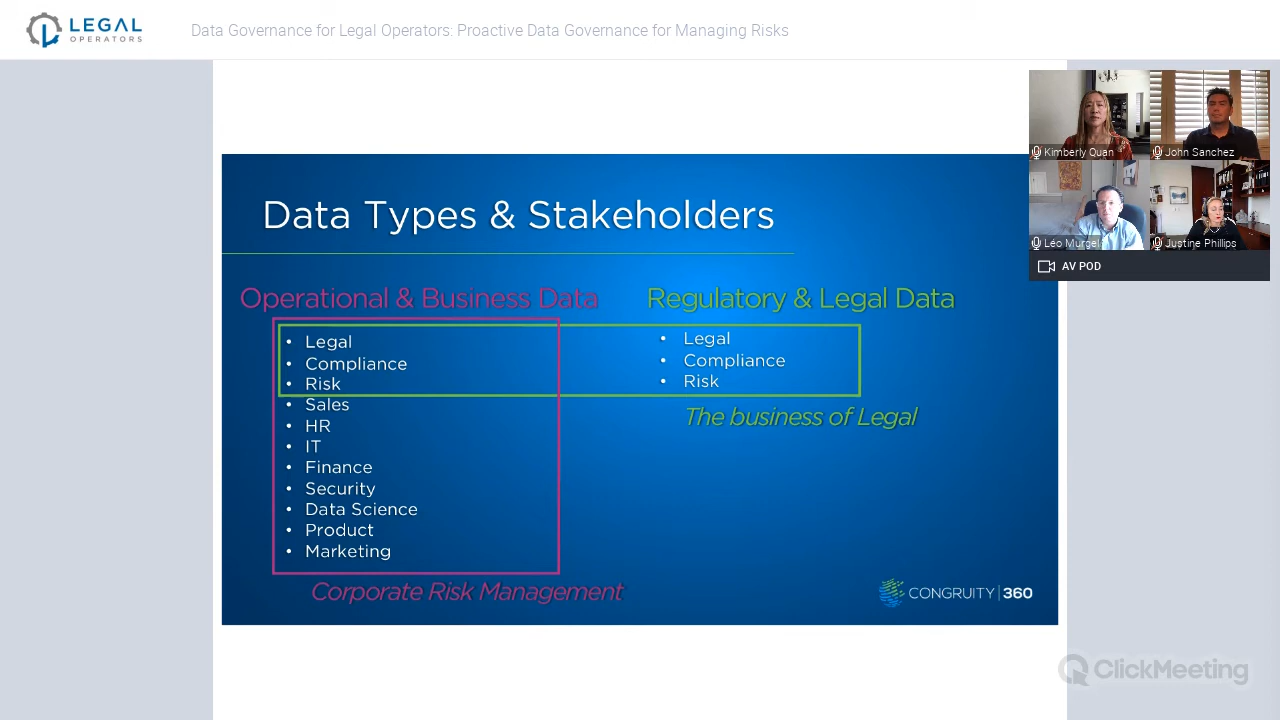 LEGAL
OPERATORS
Data Governance for Legal Operators: Proactive Data Governance for Managing Risks
Kimberly Quan
John Sanchez
Léo Murgel
Justine Phillips
AV POD
Data Types & Stakeholders
Operational & Business Data
• Legal
• Compliance
• Risk
• Sales
• HR
• IT
• Finance
• Security
• Data Science
• Product
• Marketing
Corporate Risk Management
Regulatory & Legal Data
• Legal
• Compliance
• Risk
The business of Legal
CONGRUITY|360
ClickMeeting